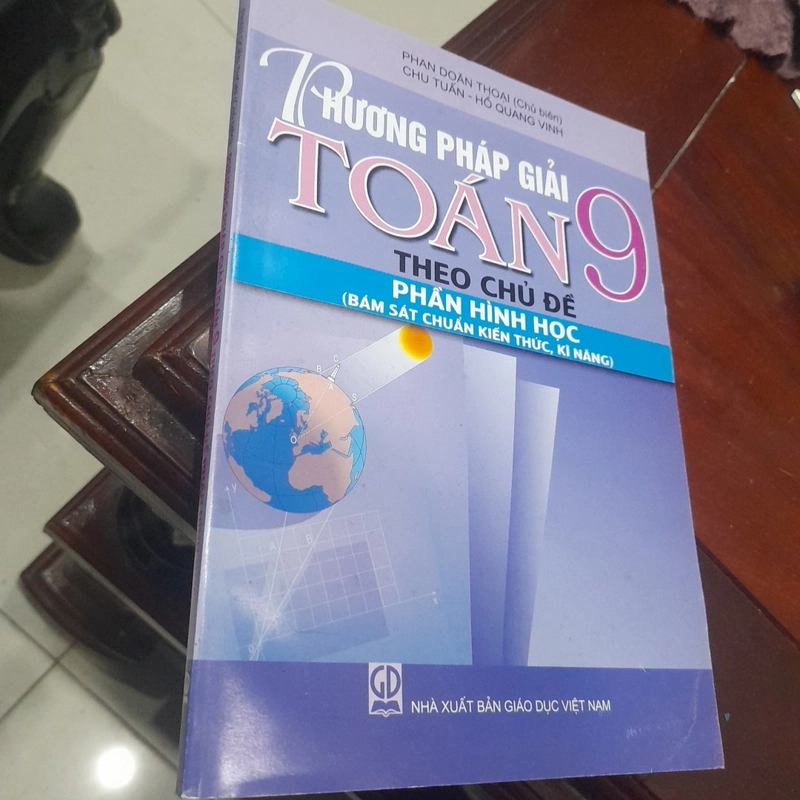 PHAN DOÃN THOẠI (Chủ biên)
CHU TUẤN - HỒ QUANG VINH
PHƯƠNG PHÁP GIẢI
TOÁN 9
THEO CHỦ ĐỀ
PHẦN HÌNH HỌC
(BÁM SÁT CHUẨN KIẾN THỨC, KĨ NĂNG)
C
B
A
S
O
y
A B
x
O
GD
NHÀ XUẤT BẢN GIÁO DỤC VIỆT NAM